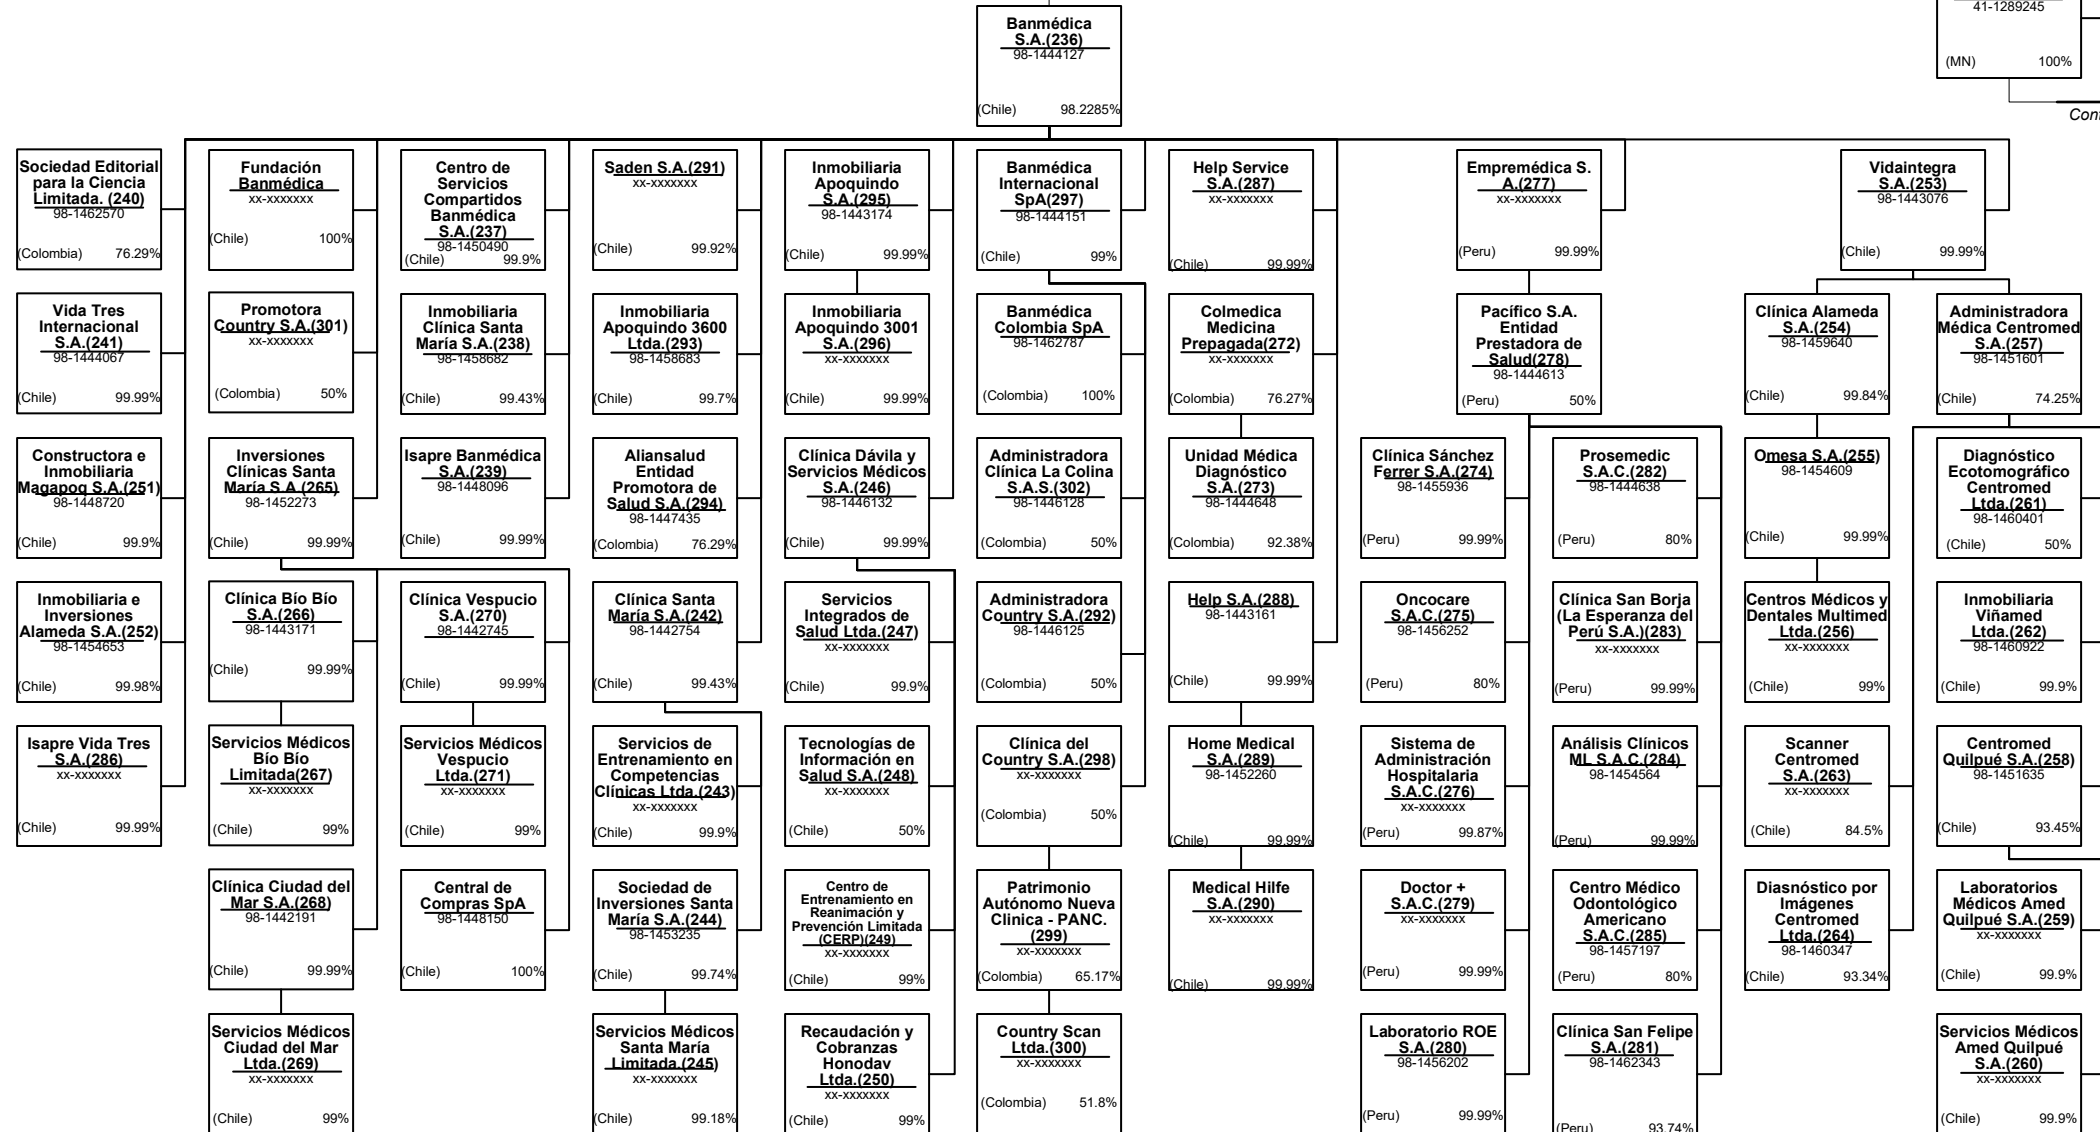 Banmédica
S.A.(236)
98-1444127
(Chile) 98.2285%
41-1289245
(MN) 100%
Sociedad Editorial
para la Ciencia
Limitada. (240)
98-1462570
(Colombia) 76.29%
Fundación
Banmédica
xx-xxxxxxx
(Chile) 100%
Centro de
Servicios
Compartidos
Banmédica
S.A.(237)
98-1450490
(Chile) 99.9%
Saden S.A.(291)
xx-xxxxxxx
(Chile) 99.92%
Inmobiliaria
Apoquindo
S.A.(295)
98-1443174
(Chile) 99.99%
Banmédica
Internacional
SpA(297)
98-1444151
(Chile) 99%
Help Service
S.A.(287)
xx-xxxxxxx
(Chile) 99.99%
Empremédica S.
A.(277)
xx-xxxxxxx
(Peru) 99.99%
Vidaintegra
S.A.(253)
98-1443076
(Chile) 99.99%
Vida Tres
Internacional
S.A.(241)
98-1444067
(Chile) 99.99%
Promotora
Country S.A.(301)
xx-xxxxxxx
(Colombia) 50%
Inmobiliaria
Clínica Santa
María S.A.(238)
98-1458682
(Chile) 99.43%
Inmobiliaria
Apoquindo 3600
Ltda.(293)
98-1458683
(Chile) 99.7%
Inmobiliaria
Apoquindo 3001
S.A.(296)
xx-xxxxxxx
(Chile) 99.99%
Banmédica
Colombia SpA
98-1462787
(Colombia) 100%
Colmedica
Medicina
Prepagada(272)
xx-xxxxxxx
(Colombia) 76.27%
Pacífico S.A.
Entidad
Prestadora de
Salud(278)
98-1444613
(Peru) 50%
Clínica Alameda
S.A.(254)
98-1459640
(Chile) 99.84%
Administradora
Médica Centromed
S.A.(257)
98-1451601
(Chile) 74.25%
Constructora e
Inmobiliaria
Magapoq S.A.(251)
98-1448720
(Chile) 99.9%
Inversiones
Clínicas Santa
María S.A.(265)
98-1452273
(Chile) 99.99%
Isapre Banmédica
S.A.(239)
98-1448096
(Chile) 99.99%
Aliansalud
Entidad
Promotora de
Salud S.A.(294)
98-1447435
(Colombia) 76.29%
Clínica Dávila y
Servicios Médicos
S.A.(246)
98-1446132
(Chile) 99.99%
Administradora
Clínica La Colina
S.A.S.(302)
98-1446128
(Colombia) 50%
Unidad Médica
Diagnóstico
S.A.(273)
98-1444648
(Colombia) 92.38%
Clínica Sánchez
Ferrer S.A.(274)
98-1455936
(Peru) 99.99%
Prosemedic
S.A.C.(282)
98-1444638
(Peru) 80%
Omesa S.A.(255)
98-1454609
(Chile) 99.99%
Diagnóstico
Ecotomográfico
Centromed
Ltda.(261)
98-1460401
(Chile) 50%
Inmobiliaria e
Inversiones
Alameda S.A.(252)
98-1454653
(Chile) 99.98%
Clínica Bío Bío
S.A.(266)
98-1443171
(Chile) 99.99%
Clínica Vespucio
S.A.(270)
98-1442745
(Chile) 99.99%
Clínica Santa
María S.A.(242)
98-1442754
(Chile) 99.43%
Servicios
Integrados de
Salud Ltda.(247)
xx-xxxxxxx
(Chile) 99.9%
Administradora
Country S.A.(292)
98-1446125
(Colombia) 50%
Help S.A.(288)
98-1443161
(Chile) 99.99%
Oncocare
S.A.C.(275)
98-1456252
(Peru) 80%
Clínica San Borja
(La Esperanza del
Perú S.A.)(283)
xx-xxxxxxx
(Peru) 99.99%
Centros Médicos y
Dentales Multimed
Ltda.(256)
xx-xxxxxxx
(Chile) 99%
Inmobiliaria
Viñamed
Ltda.(262)
98-1460922
(Chile) 99.9%
Isapre Vida Tres
S.A.(286)
xx-xxxxxxx
(Chile) 99.99%
Servicios Médicos
Bío Bío
Limitada(267)
xx-xxxxxxx
(Chile) 99%
Servicios Médicos
Vespucio
Ltda.(271)
xx-xxxxxxx
(Chile) 99%
Servicios de
Entrenamiento en
Competencias
Clínicas Ltda.(243)
xx-xxxxxxx
(Chile) 99.9%
Tecnologías de
Información en
Salud S.A.(248)
xx-xxxxxxx
(Chile) 50%
Clínica del
Country S.A.(298)
xx-xxxxxxx
(Colombia) 50%
Home Medical
S.A.(289)
98-1452260
(Chile) 99.99%
Sistema de
Administración
Hospitalaria
S.A.C.(276)
xx-xxxxxxx
(Peru) 99.87%
Análisis Clínicos
ML S.A.C.(284)
98-1454564
(Peru) 99.99%
Scanner
Centromed
S.A.(263)
xx-xxxxxxx
(Chile) 84.5%
Centromed
Quilpué S.A.(258)
98-1451635
(Chile) 93.45%
Clínica Ciudad del
Mar S.A.(268)
98-1442191
(Chile) 99.99%
Central de
Compras SpA
98-1448150
(Chile) 100%
Sociedad de
Inversiones Santa
María S.A.(244)
98-1453235
(Chile) 99.74%
Centro de
Entrenamiento en
Reanimación y
Prevención Limitada
(CERP)(249)
xx-xxxxxxx
(Chile) 99%
Patrimonio
Autónomo Nueva
Clinica - PANC.
(299)
xx-xxxxxxx
(Colombia) 65.17%
Medical Hilfe
S.A.(290)
xx-xxxxxxx
(Chile) 99.99%
Doctor +
S.A.C.(279)
xx-xxxxxxx
(Peru) 99.99%
Centro Médico
Odontológico
Americano
S.A.C.(285)
98-1457197
(Peru) 80%
Diasnóstico por
Imágenes
Centromed
Ltda.(264)
98-1460347
(Chile) 93.34%
Laboratorios
Médicos Amed
Quilpué S.A.(259)
xx-xxxxxxx
(Chile) 99.9%
Servicios Médicos
Ciudad del Mar
Ltda.(269)
xx-xxxxxxx
(Chile) 99%
Servicios Médicos
Santa María
Limitada.(245)
xx-xxxxxxx
(Chile) 99.18%
Recaudación y
Cobranzas
Honodav
Ltda.(250)
xx-xxxxxxx
(Chile) 99%
Country Scan
Ltda.(300)
xx-xxxxxxx
(Colombia) 51.8%
Laboratorio ROE
S.A.(280)
98-1456202
(Peru) 99.99%
Clínica San Felipe
S.A.(281)
98-1462343
(Peru) 93.74%
Servicios Médicos
Amed Quilpué
S.A.(260)
xx-xxxxxxx
(Chile) 99.9%